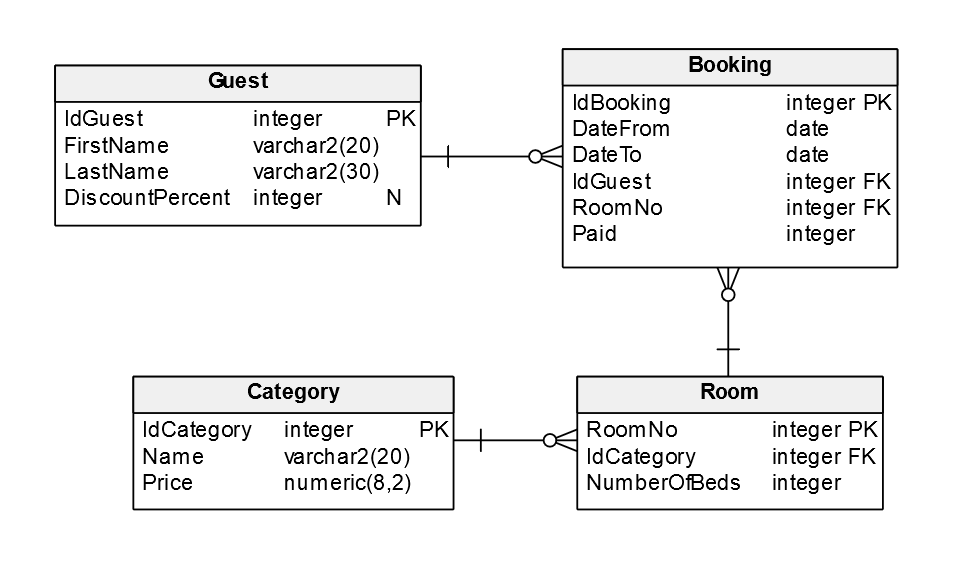 Guest
IdGuest integer PK
FirstName varchar2(20)
LastName varchar2(30)
DiscountPercent integer N
Booking
IdBooking integer PK
DateFrom date
DateTo date
IdGuest integer FK
RoomNo integer FK
Paid integer
Category
IdCategory integer PK
Name varchar2(20)
Price numeric(8,2)
Room
RoomNo integer PK
IdCategory integer FK
NumberOfBeds integer